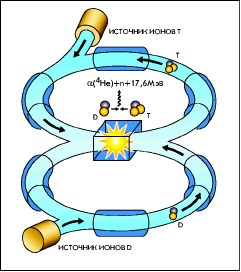 ИСТОЧНИК ИОНОВ Т
Т
α(⁴He)+n+17,6Мэв
D Т
D
ИСТОЧНИК ИОНОВ D